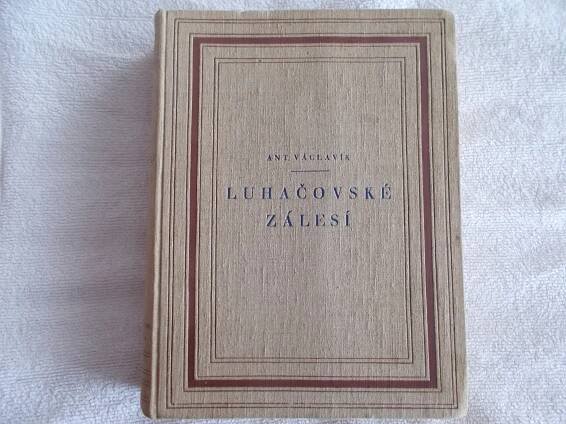 ANT. VÁCLAVÍK
LUHAČOVSKÉ
ZÁLESÍ